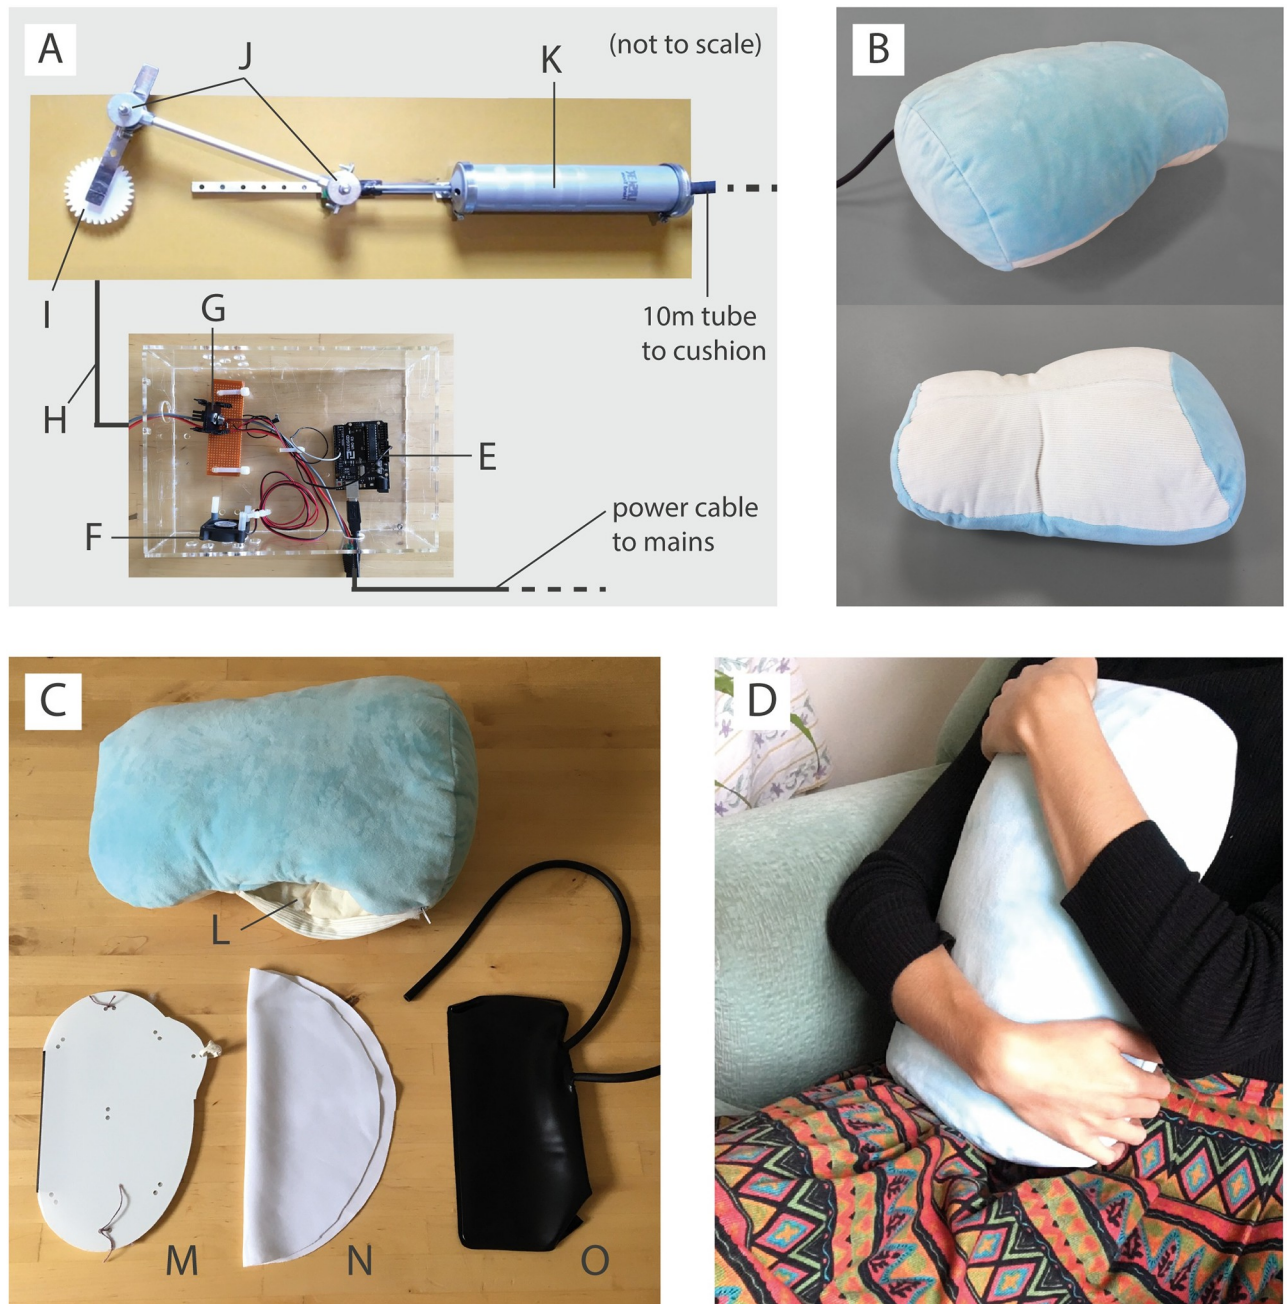 A
J
K
(not to scale)
B
I
10m tube
to cushion
G
H
E
F
power cable
to mains
C
L
M
N
O
D